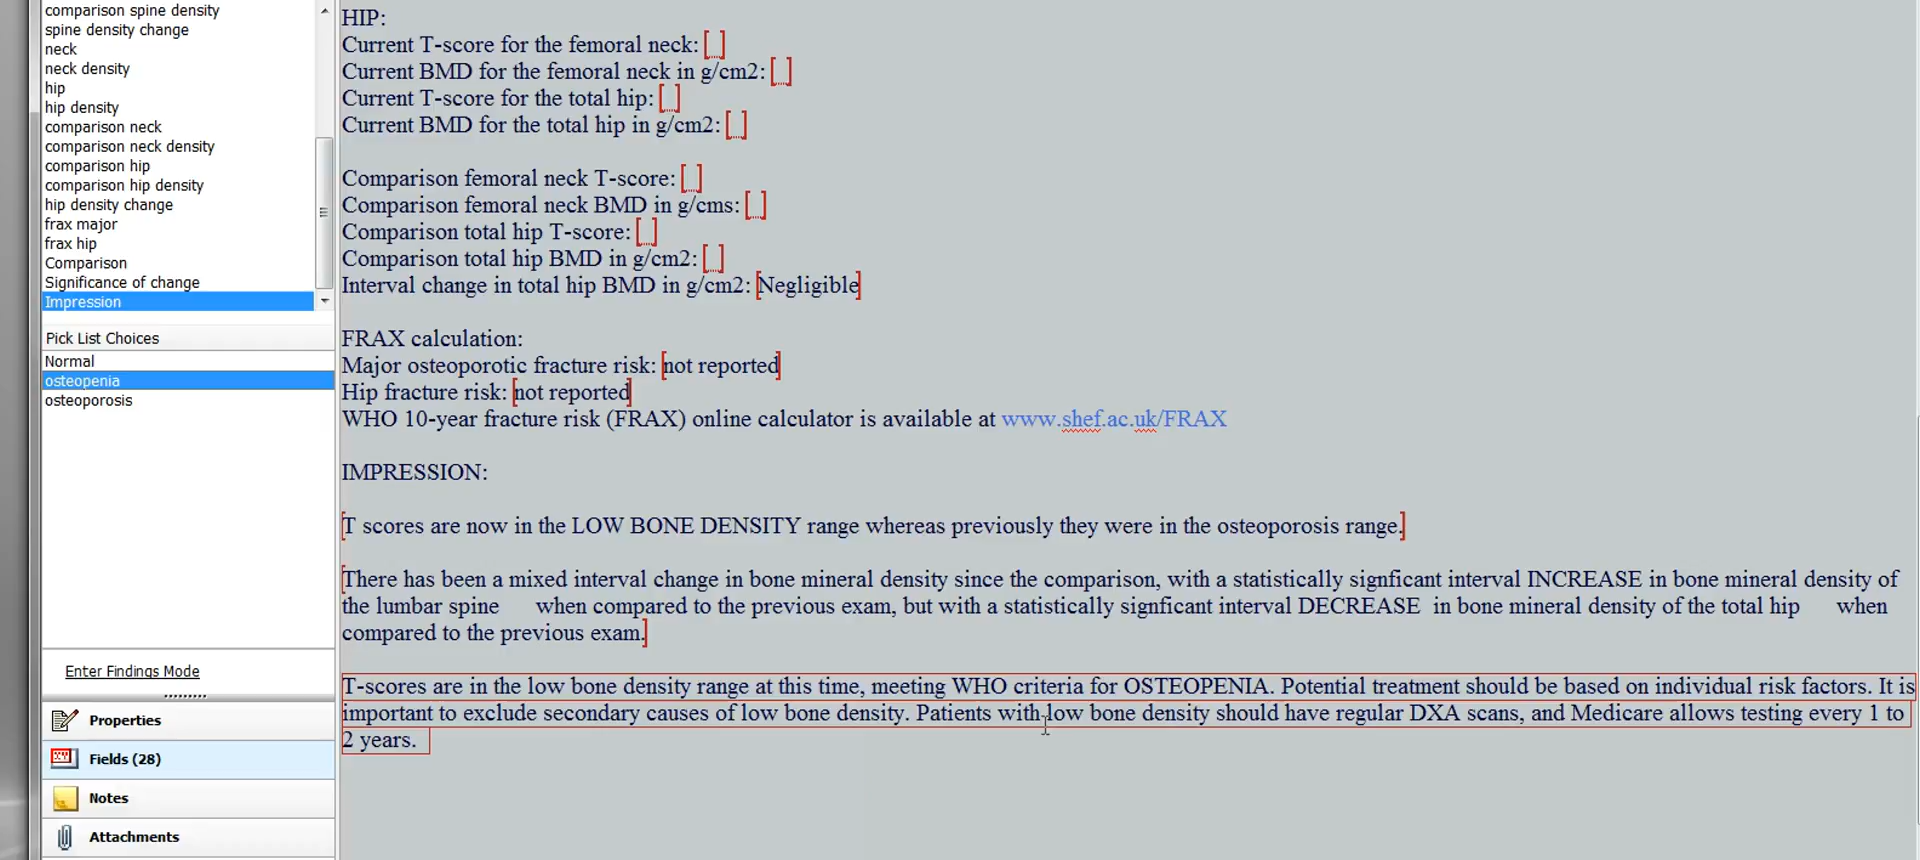 comparison spine density
spine density change
neck
neck density
hip
hip density
comparison neck
comparison neck density
comparison hip
comparison hip density
hip density change
frax major
frax hip
Comparison
Significance of change
Impression
Pick List Choices
Normal
osteopenia
osteoporosis
Enter Findings Mode
Properties
Fields (28)
Notes
Attachments
HIP:
Current T-score for the femoral neck: [ ]
Current BMD for the femoral neck in g/cm2: [ ]
Current T-score for the total hip: [ ]
Current BMD for the total hip in g/cm2: [ ]
Comparison femoral neck T-score: [ ]
Comparison femoral neck BMD in g/cms: [ ]
Comparison total hip T-score: [ ]
Comparison total hip BMD in g/cm2: [ ]
Interval change in total hip BMD in g/cm2: [Negligible]
FRAX calculation:
Major osteoporotic fracture risk: [not reported]
Hip fracture risk: [not reported]
WHO 10-year fracture risk (FRAX) online calculator is available at www.shef.ac.uk/FRAX
IMPRESSION:
[T scores are now in the LOW BONE DENSITY range whereas previously they were in the osteoporosis range.]
[There has been a mixed interval change in bone mineral density since the comparison, with a statistically signficant interval INCREASE in bone mineral density of
the lumbar spine when compared to the previous exam, but with a statistically signficant interval DECREASE in bone mineral density of the total hip when
compared to the previous exam.]
T-scores are in the low bone density range at this time, meeting WHO criteria for OSTEOPENIA. Potential treatment should be based on individual risk factors. It is
important to exclude secondary causes of low bone density. Patients with low bone density should have regular DXA scans, and Medicare allows testing every 1 to
2 years.